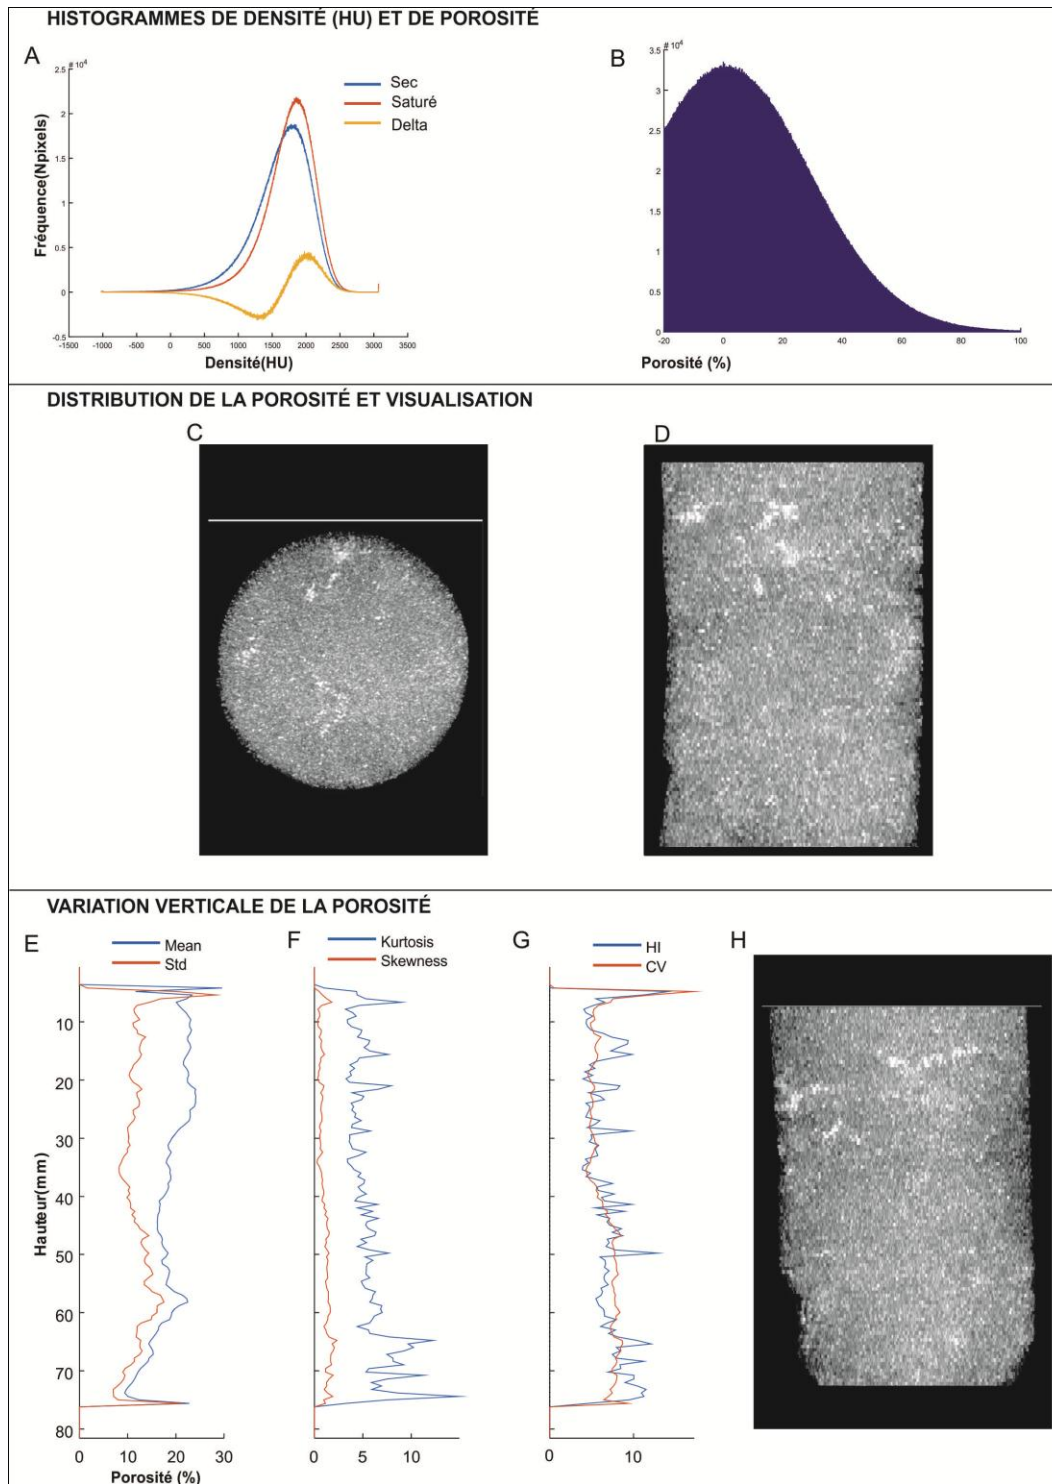 HISTOGRAMMES DE DENSITÉ (HU) ET DE POROSITÉ
A
# 10⁴
2.5
2
1.5
1
0.5
0
-0.5
-1500 -1000 -500 0 500 1000 1500 2000 2500 3000 3500
Fréquence(Npixels)
Densité(HU)
Sec
Saturé
Delta
B
# 10⁴
3.5
3
2.5
2
1.5
1
0.5
0
-20 0 20 40 60 80 100
Porosité (%)
DISTRIBUTION DE LA POROSITÉ ET VISUALISATION
C
D
VARIATION VERTICALE DE LA POROSITÉ
E
Mean
Std
10
20
30
40
50
60
70
80
Hauteur(mm)
0 10 20 30
Porosité (%)
F
Kurtosis
Skewness
0 5 10
G
HI
CV
0 10
H